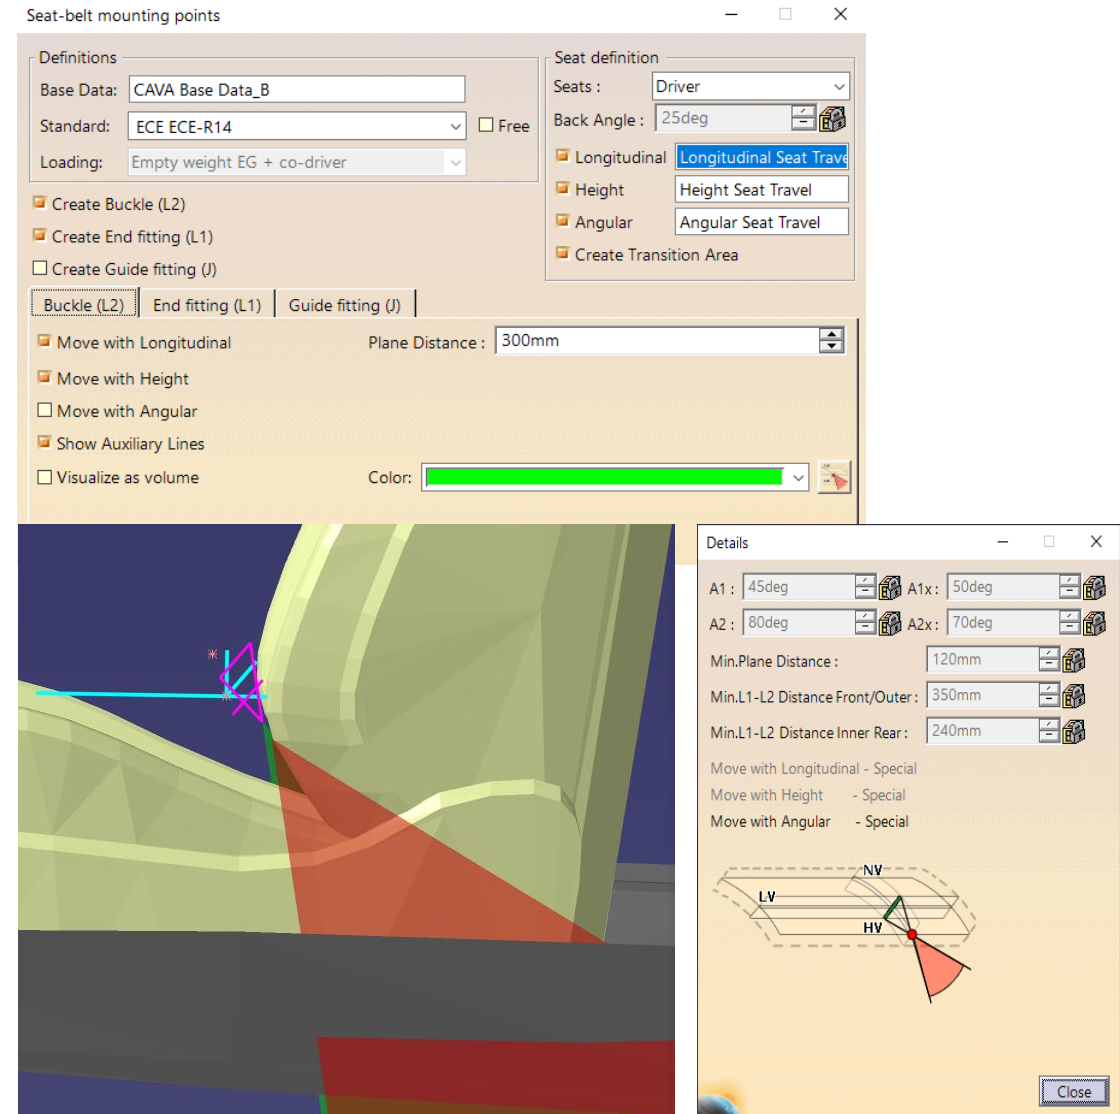 Seat-belt mounting points
Definitions
Base Data: CAVA Base Data_B
Standard: ECE ECE-R14 Free
Loading: Empty weight EG + co-driver
Seat definition
Seats : Driver
Back Angle : 25deg
Longitudinal Longitudinal Seat Trave
Height Height Seat Travel
Angular Angular Seat Travel
Create Transition Area
Create Buckle (L2)
Create End fitting (L1)
Create Guide fitting (J)
Buckle (L2) End fitting (L1) Guide fitting (J)
Move with Longitudinal Plane Distance : 300mm
Move with Height
Move with Angular
Show Auxiliary Lines
Visualize as volume Color:
Details
A1 : 45deg A1x : 50deg
A2 : 80deg A2x : 70deg
Min.Plane Distance : 120mm
Min.L1-L2 Distance Front/Outer : 350mm
Min.L1-L2 Distance Inner Rear : 240mm
Move with Longitudinal - Special
Move with Height - Special
Move with Angular - Special
NV
LV
HV
Close